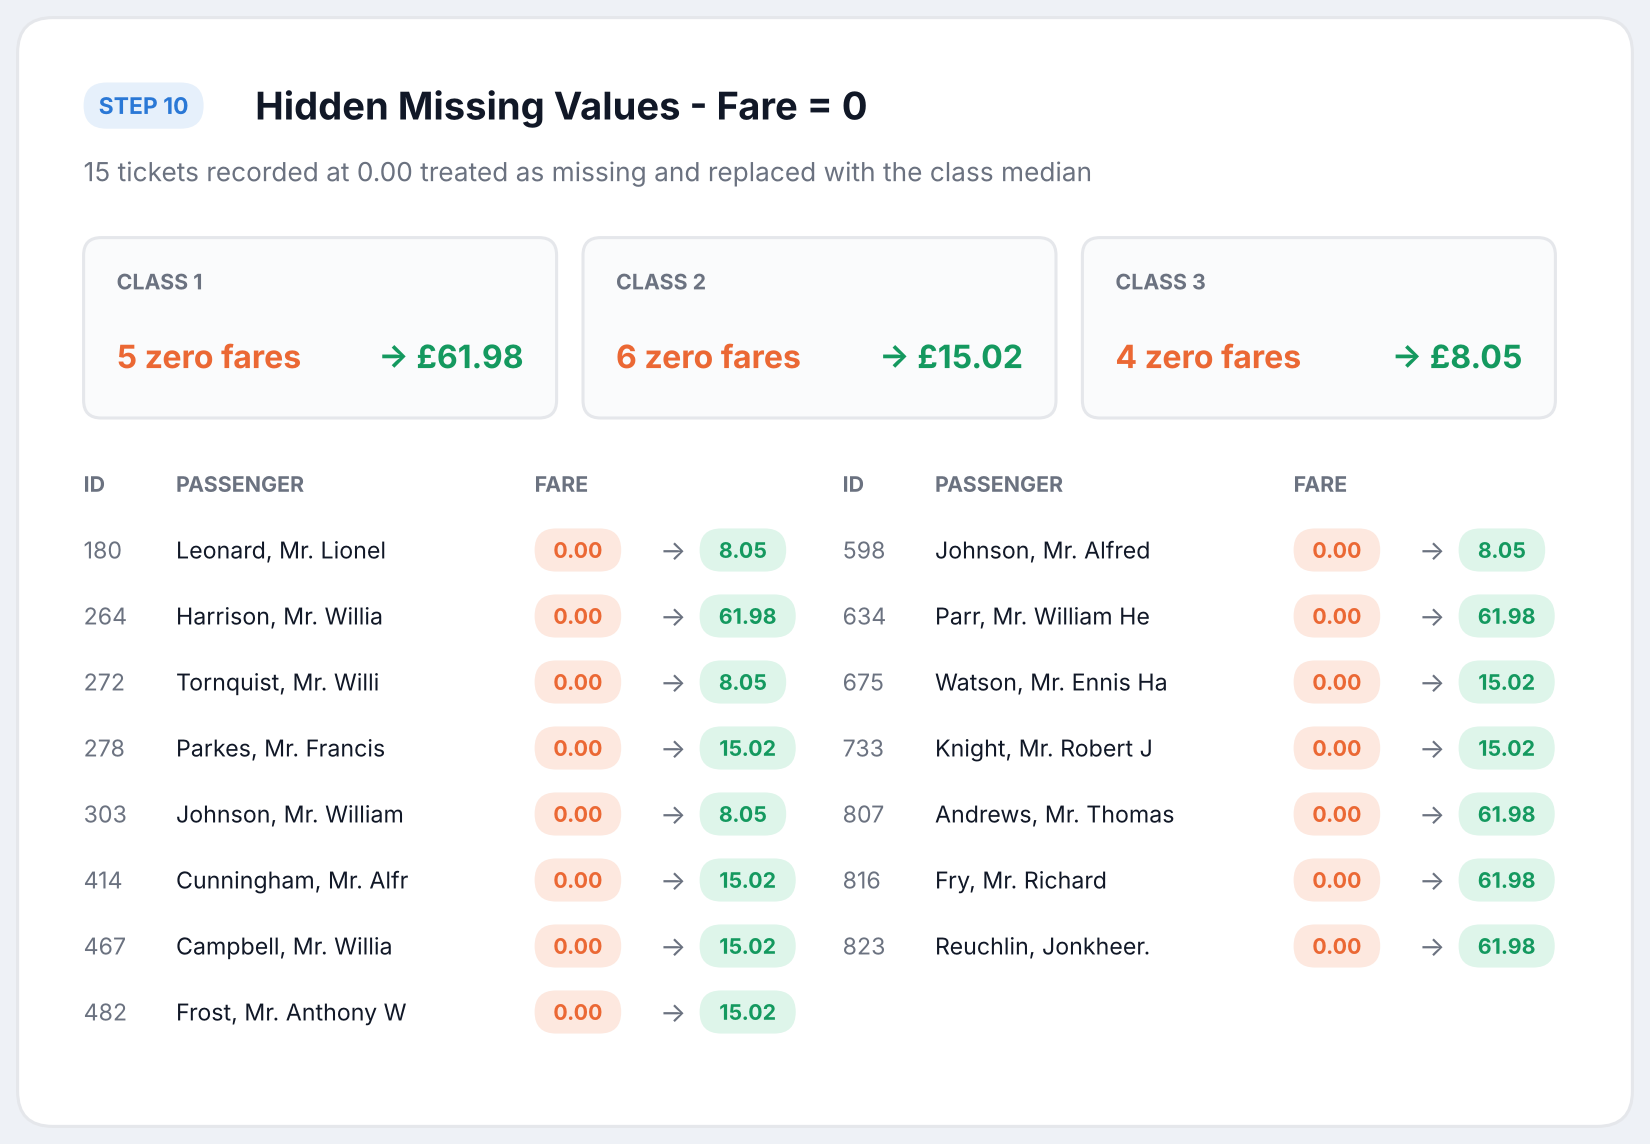 STEP 10 Hidden Missing Values - Fare = 0
15 tickets recorded at 0.00 treated as missing and replaced with the class median
CLASS 1
5 zero fares → £61.98
CLASS 2
6 zero fares → £15.02
CLASS 3
4 zero fares → £8.05
ID PASSENGER FARE
180 Leonard, Mr. Lionel 0.00 → 8.05
264 Harrison, Mr. Willia 0.00 → 61.98
272 Tornquist, Mr. Willi 0.00 → 8.05
278 Parkes, Mr. Francis 0.00 → 15.02
303 Johnson, Mr. William 0.00 → 8.05
414 Cunningham, Mr. Alfr 0.00 → 15.02
467 Campbell, Mr. Willia 0.00 → 15.02
482 Frost, Mr. Anthony W 0.00 → 15.02
ID PASSENGER FARE
598 Johnson, Mr. Alfred 0.00 → 8.05
634 Parr, Mr. William He 0.00 → 61.98
675 Watson, Mr. Ennis Ha 0.00 → 15.02
733 Knight, Mr. Robert J 0.00 → 15.02
807 Andrews, Mr. Thomas 0.00 → 61.98
816 Fry, Mr. Richard 0.00 → 61.98
823 Reuchlin, Jonkheer. 0.00 → 61.98